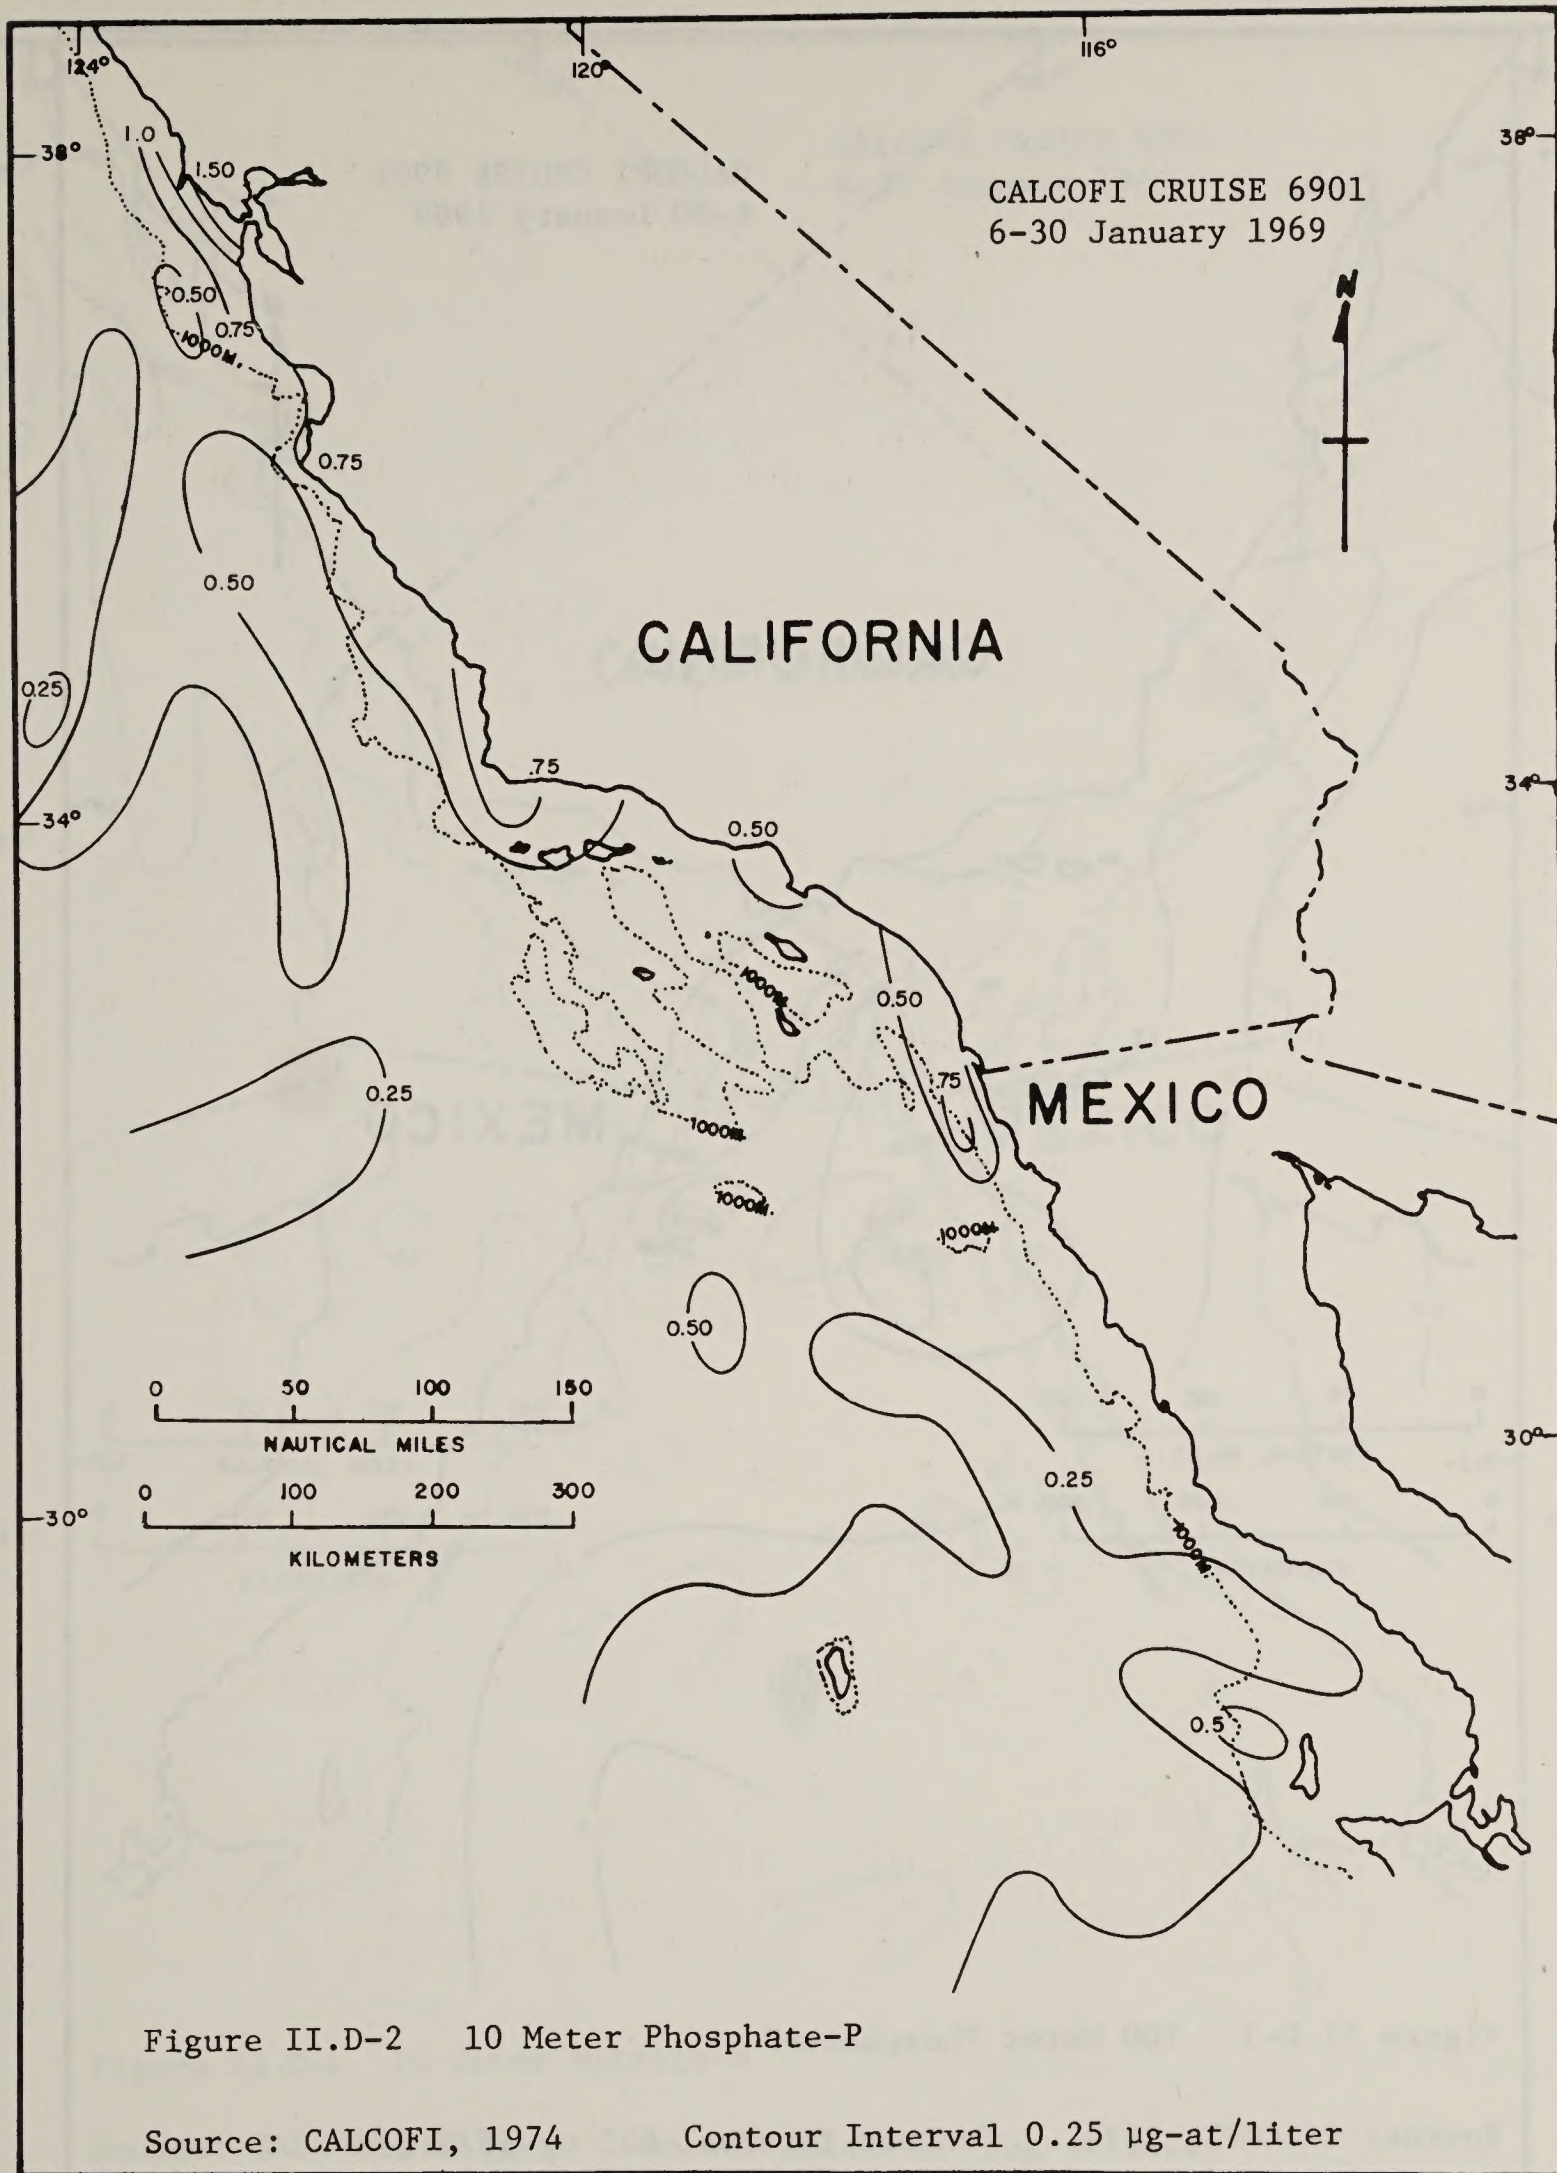 124°
120°
116°
38°
38°
1.0
1.50
CALCOFI CRUISE 6901
6-30 January 1969
N
0.50
0.75
1000M.
0.75
0.50
CALIFORNIA
0.25
.75
34°
34°
0.50
1000M.
0.50
0.25
.75
MEXICO
1000M.
1000M.
1000M.
0.50
0 50 100 150
NAUTICAL MILES
30°
0.25
0 100 200 300
30°
KILOMETERS
1000M.
0.5
Figure II.D-2 10 Meter Phosphate-P
Source: CALCOFI, 1974 Contour Interval 0.25 µg-at/liter